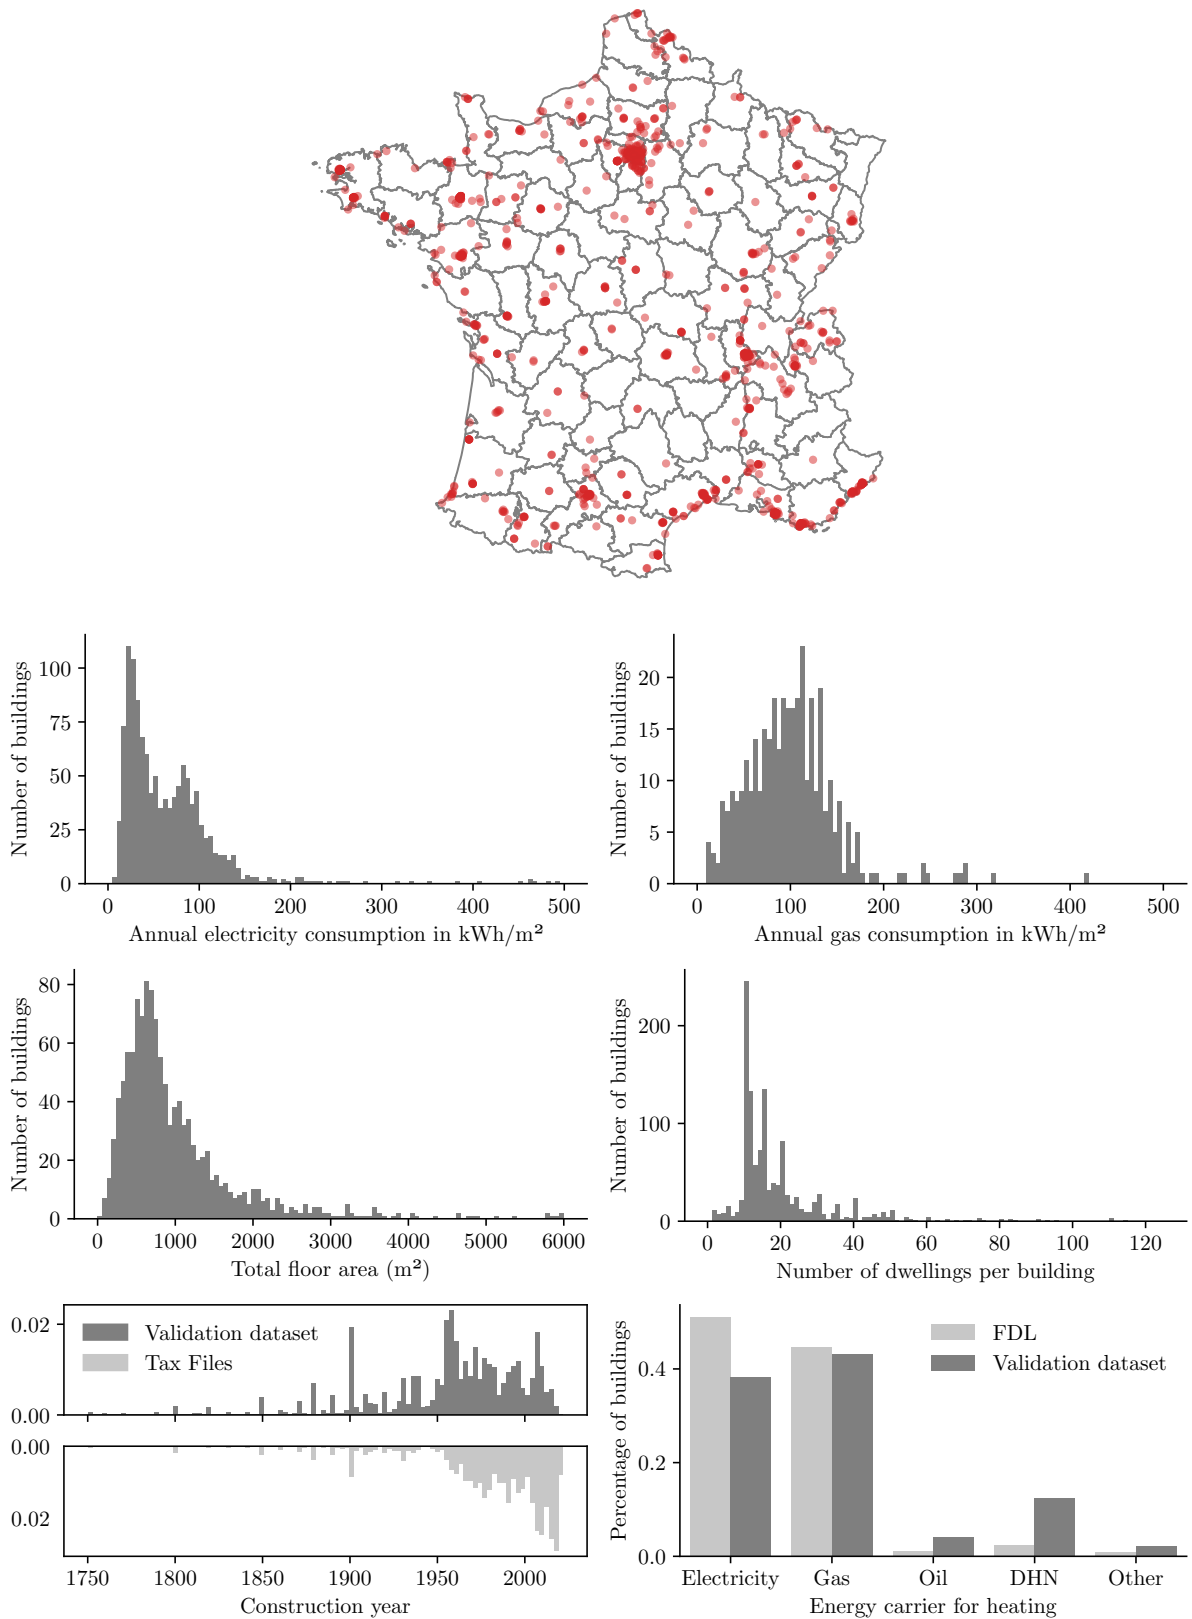 Number of buildings
100
75
50
25
0
0 100 200 300 400 500
Annual electricity consumption in kWh/m²
Number of buildings
20
15
10
5
0
0 100 200 300 400 500
Annual gas consumption in kWh/m²
Number of buildings
80
60
40
20
0
0 1000 2000 3000 4000 5000 6000
Total floor area (m²)
Number of buildings
200
100
0
0 20 40 60 80 100 120
Number of dwellings per building
0.02
0.00
Validation dataset
Tax Files
0.00
0.02
1750 1800 1850 1900 1950 2000
Construction year
Percentage of buildings
0.4
0.2
0.0
FDL
Validation dataset
Electricity Gas Oil DHN Other
Energy carrier for heating